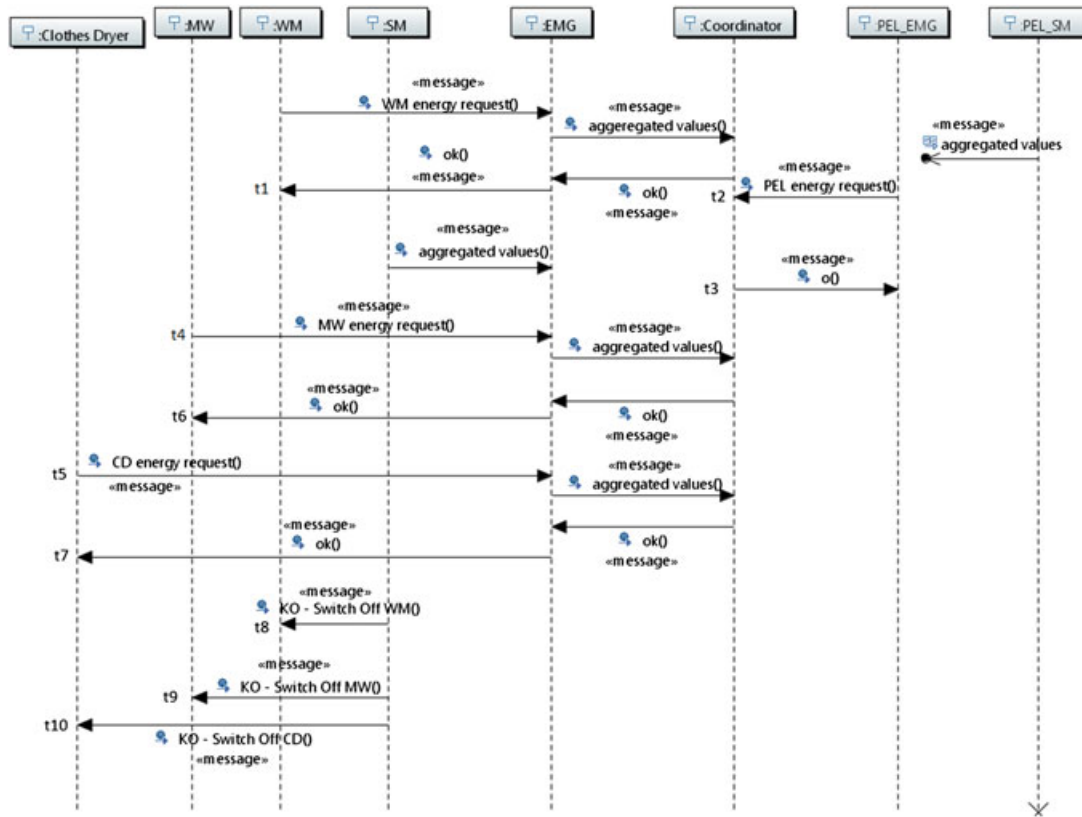 :Clothes Dryer
:MW
:WM
:SM
:EMG
:Coordinator
:PEL_EMG
:PEL_SM
«message»
WM energy request()
«message»
aggeregated values()
«message»
aggregated values
ok()
«message»
t1
ok()
«message»
t2
«message»
PEL energy request()
«message»
aggregated values()
«message»
o()
t3
«message»
t4
MW energy request()
«message»
aggregated values()
«message»
ok()
t6
ok()
«message»
t5
CD energy request()
«message»
«message»
aggregated values()
«message»
ok()
t7
ok()
«message»
«message»
KO - Switch Off WM()
t8
«message»
KO - Switch Off MW()
t9
t10
KO - Switch Off CD()
«message»